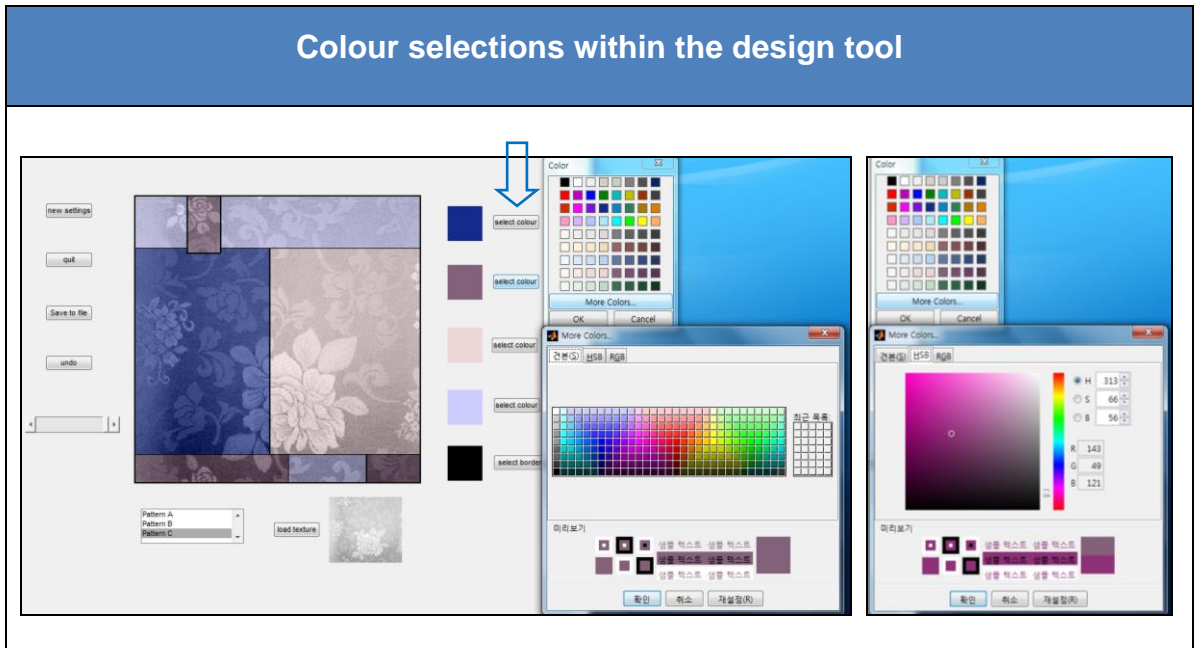 Colour selections within the design tool
new settings
quit
Save to file
undo
Pattern A
Pattern B
Pattern C
load texture
select colour
select colour
select colour
select colour
select border
Color
More Colors...
OK Cancel
More Colors...
견본(S) HSB RGB
최근 목록:
미리보기
샘플 텍스트 샘플 텍스트
샘플 텍스트 샘플 텍스트
샘플 텍스트 샘플 텍스트
확인 취소 재설정(R)
Color
More Colors...
OK Cancel
More Colors...
견본(S) HSB RGB
H 313
S 66
B 56
R 143
G 49
B 121
미리보기
샘플 텍스트 샘플 텍스트
샘플 텍스트 샘플 텍스트
샘플 텍스트 샘플 텍스트
확인 취소 재설정(R)